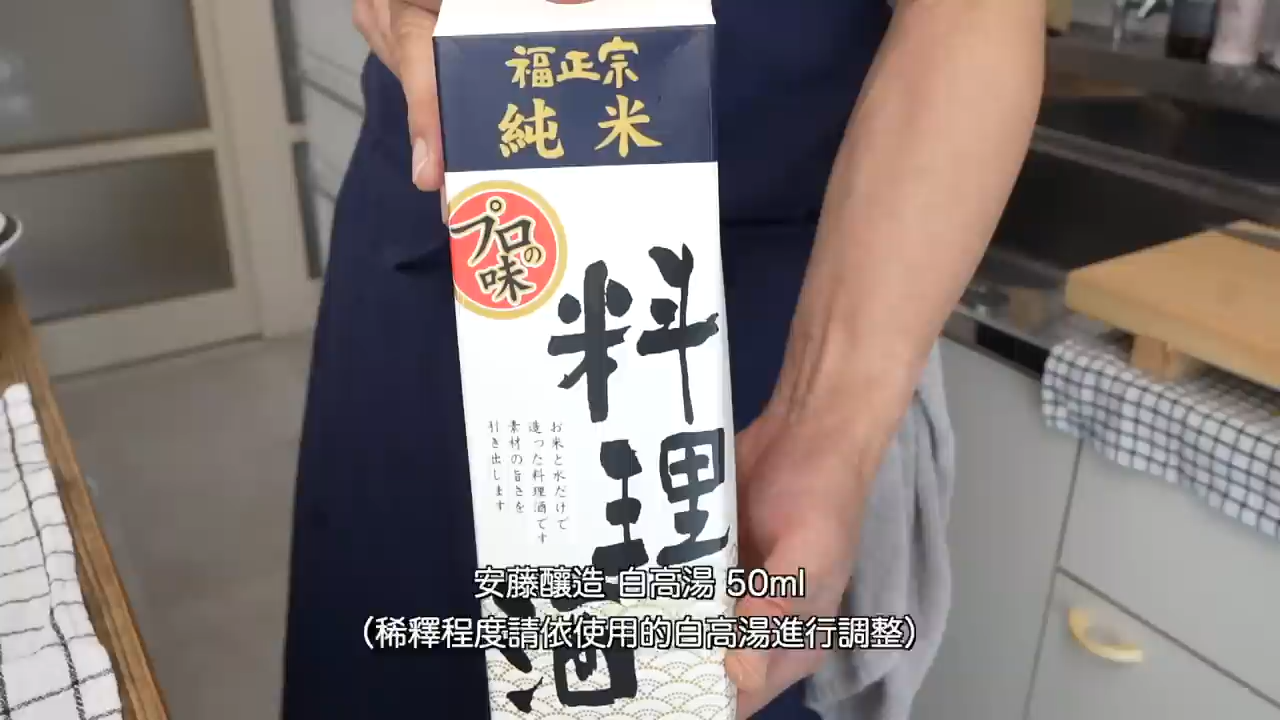 福正宗
純米
プロの味
料理酒
お米と水だけで
造った料理酒です
素材の旨さを
引き出します
安藤釀造 白高湯 50ml
（稀釋程度請依使用的白高湯進行調整）